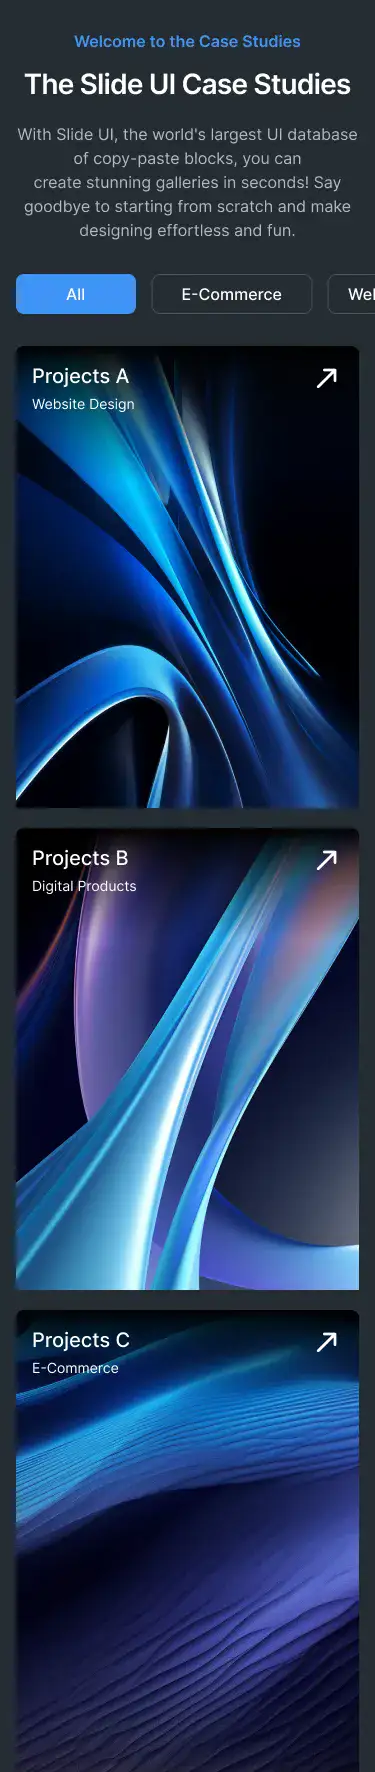 Welcome to the Case Studies
The Slide UI Case Studies
With Slide UI, the world's largest UI database
of copy-paste blocks, you can
create stunning galleries in seconds! Say
goodbye to starting from scratch and make
designing effortless and fun.
All
E-Commerce
Projects A
Website Design
Projects B
Digital Products
Projects C
E-Commerce